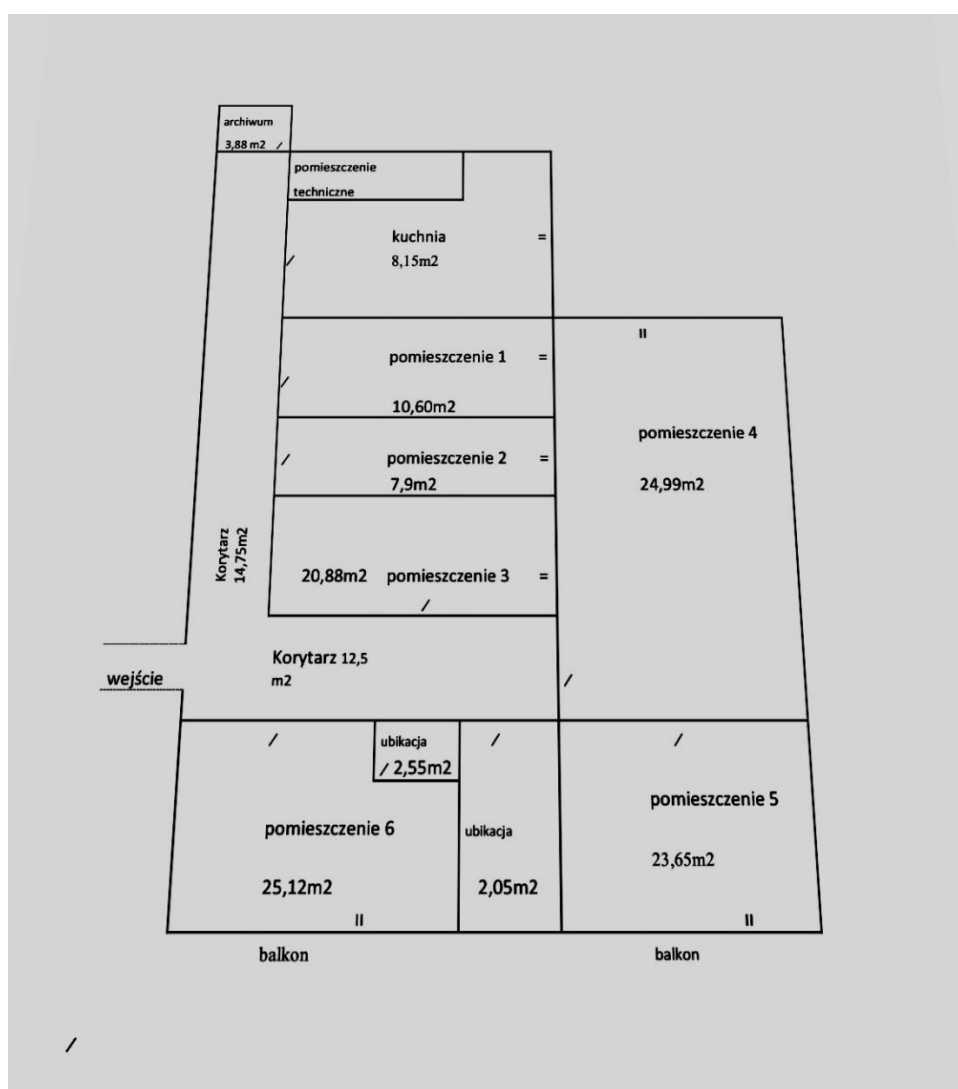 archiwum
3,88 m2
pomieszczenie
techniczne
kuchnia
8,15m2
pomieszczenie 1
10,60m2
pomieszczenie 2
7,9m2
20,88m2 pomieszczenie 3
pomieszczenie 4
24,99m2
Korytarz
14,75m2
Korytarz 12,5
m2
wejście
ubikacja
2,55m2
pomieszczenie 6
25,12m2
ubikacja
2,05m2
pomieszczenie 5
23,65m2
balkon
balkon